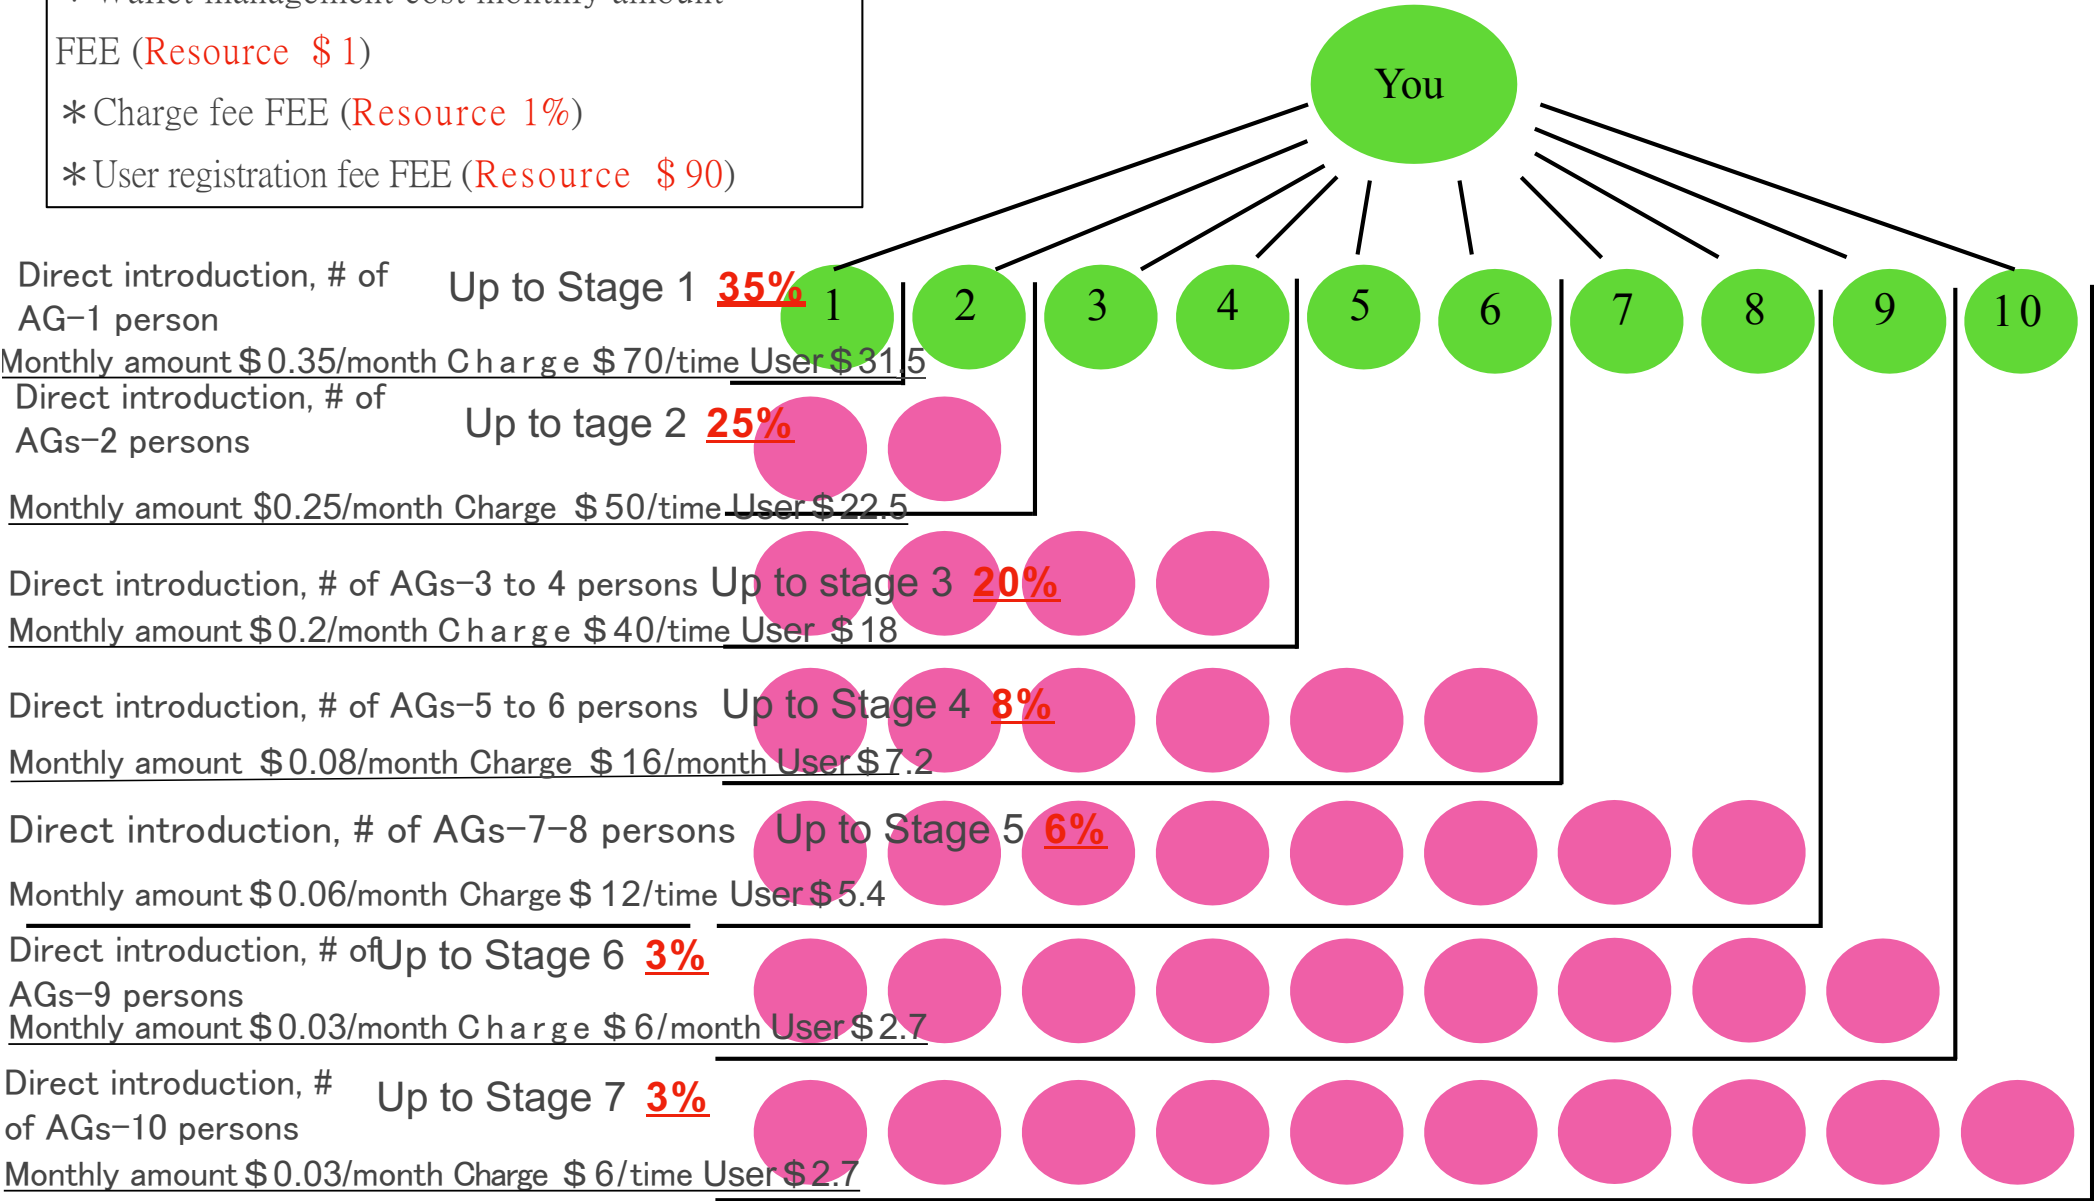 * Wallet management cost monthly amount
FEE (Resource $1)
*Charge fee FEE (Resource 1%)
*User registration fee FEE (Resource $90)
You
Direct introduction, # of
AG-1 person
Up to Stage 1 35%
1 2 3 4 5 6 7 8 9 10
Monthly amount $0.35/month Charge $70/time User $31.5
Direct introduction, # of
AGs-2 persons
Up to tage 2 25%
Monthly amount $0.25/month Charge $50/time User $22.5
Direct introduction, # of AGs-3 to 4 persons Up to stage 3 20%
Monthly amount $0.2/month Charge $40/time User $18
Direct introduction, # of AGs-5 to 6 persons Up to Stage 4 8%
Monthly amount $0.08/month Charge $16/month User $7.2
Direct introduction, # of AGs-7-8 persons Up to Stage 5 6%
Monthly amount $0.06/month Charge $12/time User $5.4
Direct introduction, # of
AGs-9 persons
Up to Stage 6 3%
Monthly amount $0.03/month Charge $6/month User $2.7
Direct introduction, #
of AGs-10 persons
Up to Stage 7 3%
Monthly amount $0.03/month Charge $6/time User $2.7